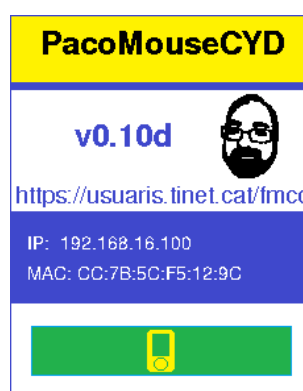 PacoMouseCYD
v0.10d
https://usuaris.tinet.cat/fmco
IP: 192.168.16.100
MAC: CC:7B:5C:F5:12:9C